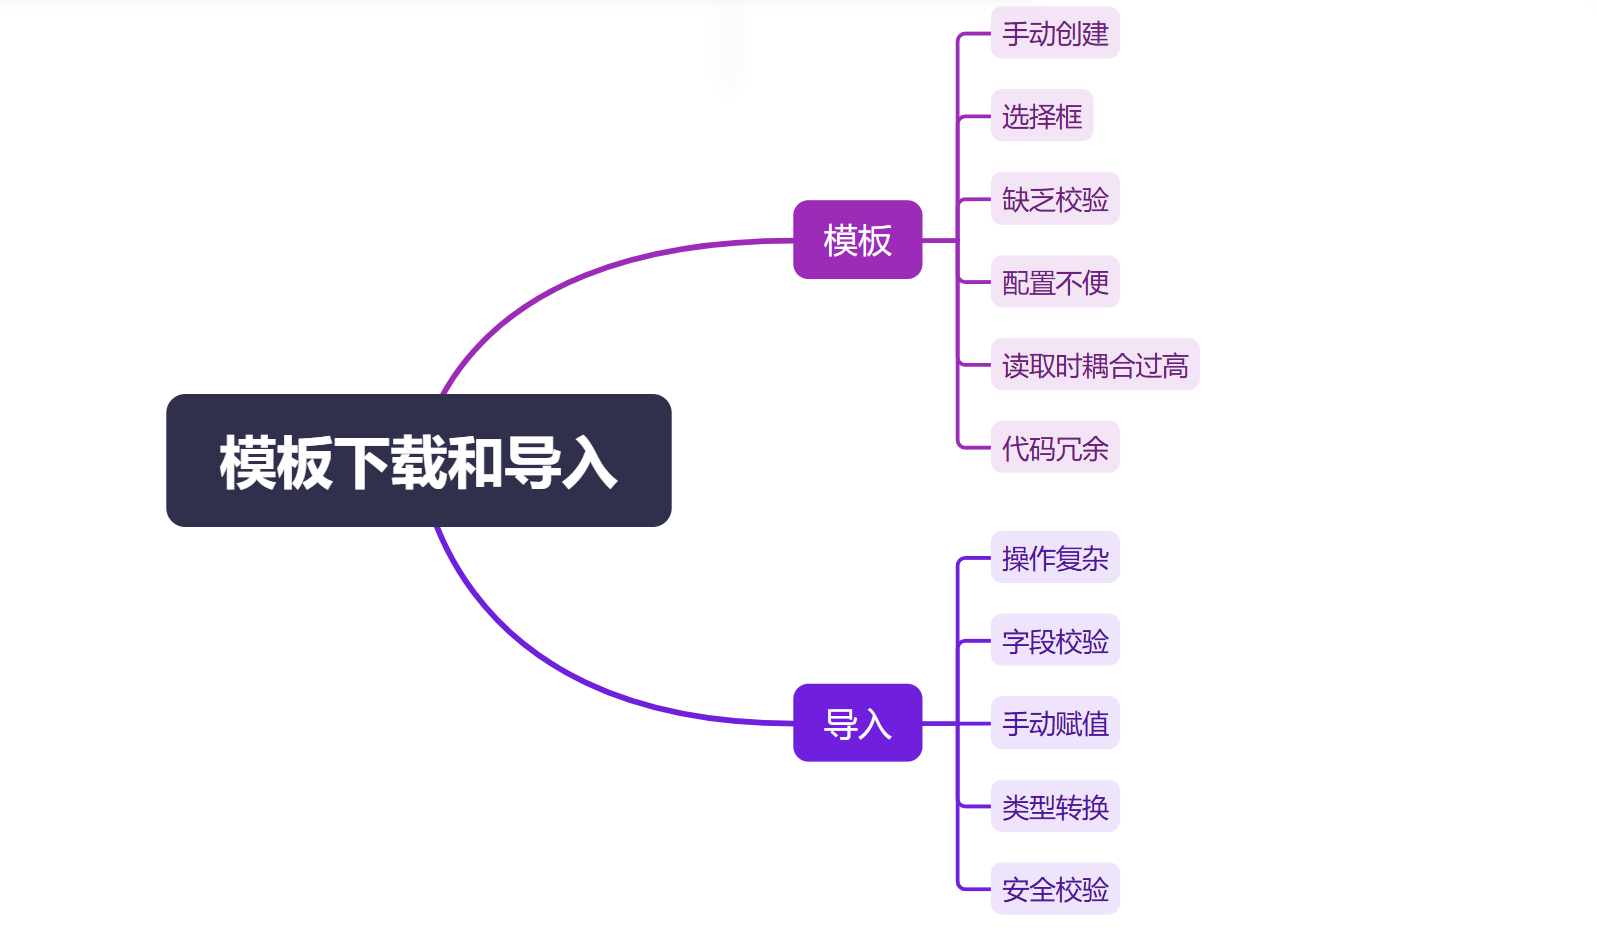 模板下载和导入
模板
手动创建
选择框
缺乏校验
配置不便
读取时耦合过高
代码冗余
导入
操作复杂
字段校验
手动赋值
类型转换
安全校验